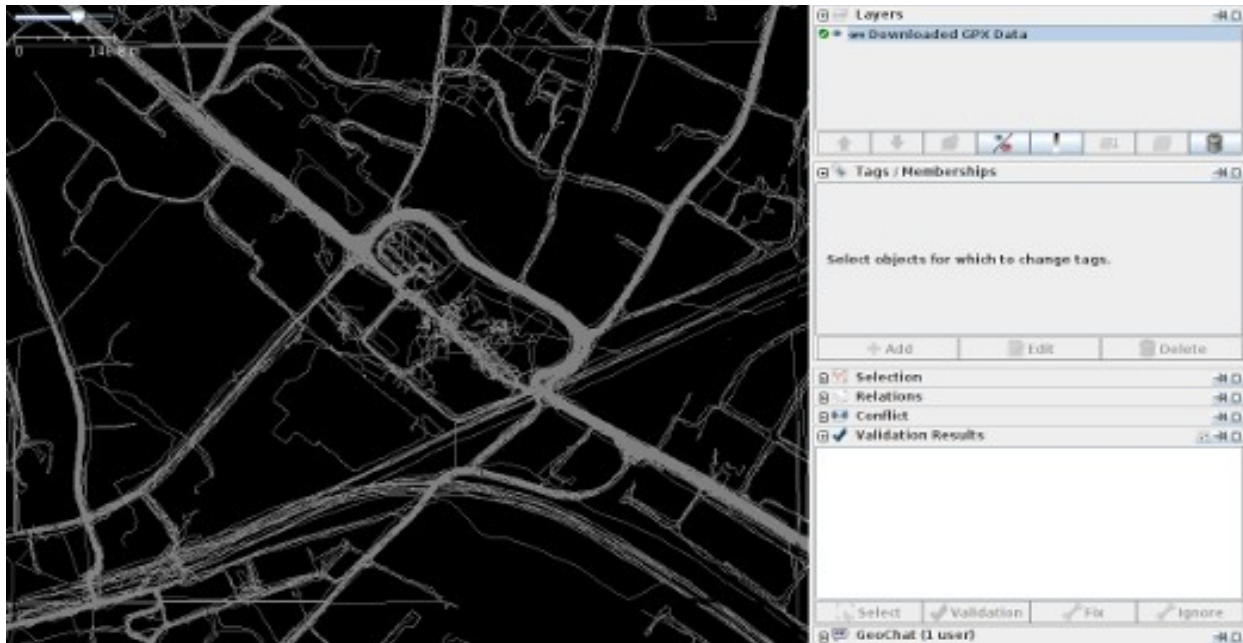 0
Layers
Downloaded GPX Data
Tags / Memberships
Select objects for which to change tags.
Add Edit Delete
Selection
Relations
Conflict
Validation Results
Select Validation Fix Ignore
GeoChat (1 user)